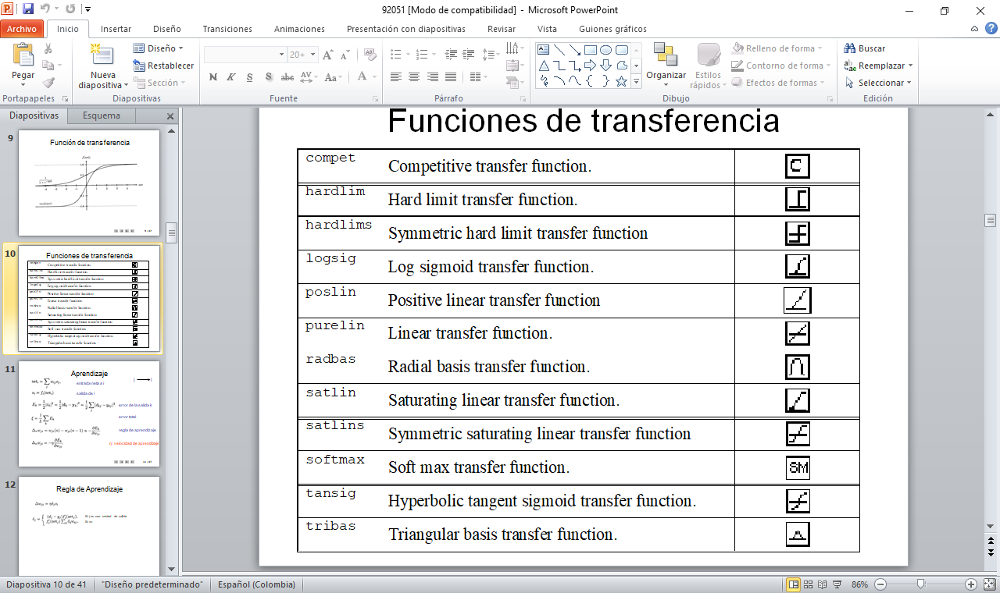 92051 [Modo de compatibilidad] - Microsoft PowerPoint
Archivo Inicio Insertar Diseño Transiciones Animaciones Presentación con diapositivas Revisar Vista Guiones gráficos
Pegar
Portapapeles
Nueva diapositiva
Diseño
Restablecer
Sección
Diapositivas
20+
N K S S abc AV Aa A
Fuente
Párrafo
Organizar
Estilos rápidos
Relleno de forma
Contorno de forma
Efectos de formas
Dibujo
Buscar
Reemplazar
Seleccionar
Edición
Diapositivas Esquema
9
Función de transferencia
10
Funciones de transferencia
11
Aprendizaje
entrada neta a i
salida de i
error de la salida k
error total
regla de aprendizaje
velocidad de aprendizaje
12
Regla de Aprendizaje
Funciones de transferencia
compet Competitive transfer function. C
hardlim Hard limit transfer function.
hardlims Symmetric hard limit transfer function
logsig Log sigmoid transfer function.
poslin Positive linear transfer function
purelin Linear transfer function.
radbas Radial basis transfer function.
satlin Saturating linear transfer function.
satlins Symmetric saturating linear transfer function
softmax Soft max transfer function. SM
tansig Hyperbolic tangent sigmoid transfer function.
tribas Triangular basis transfer function.
Diapositiva 10 de 41 "Diseño predeterminado" Español (Colombia) 86%